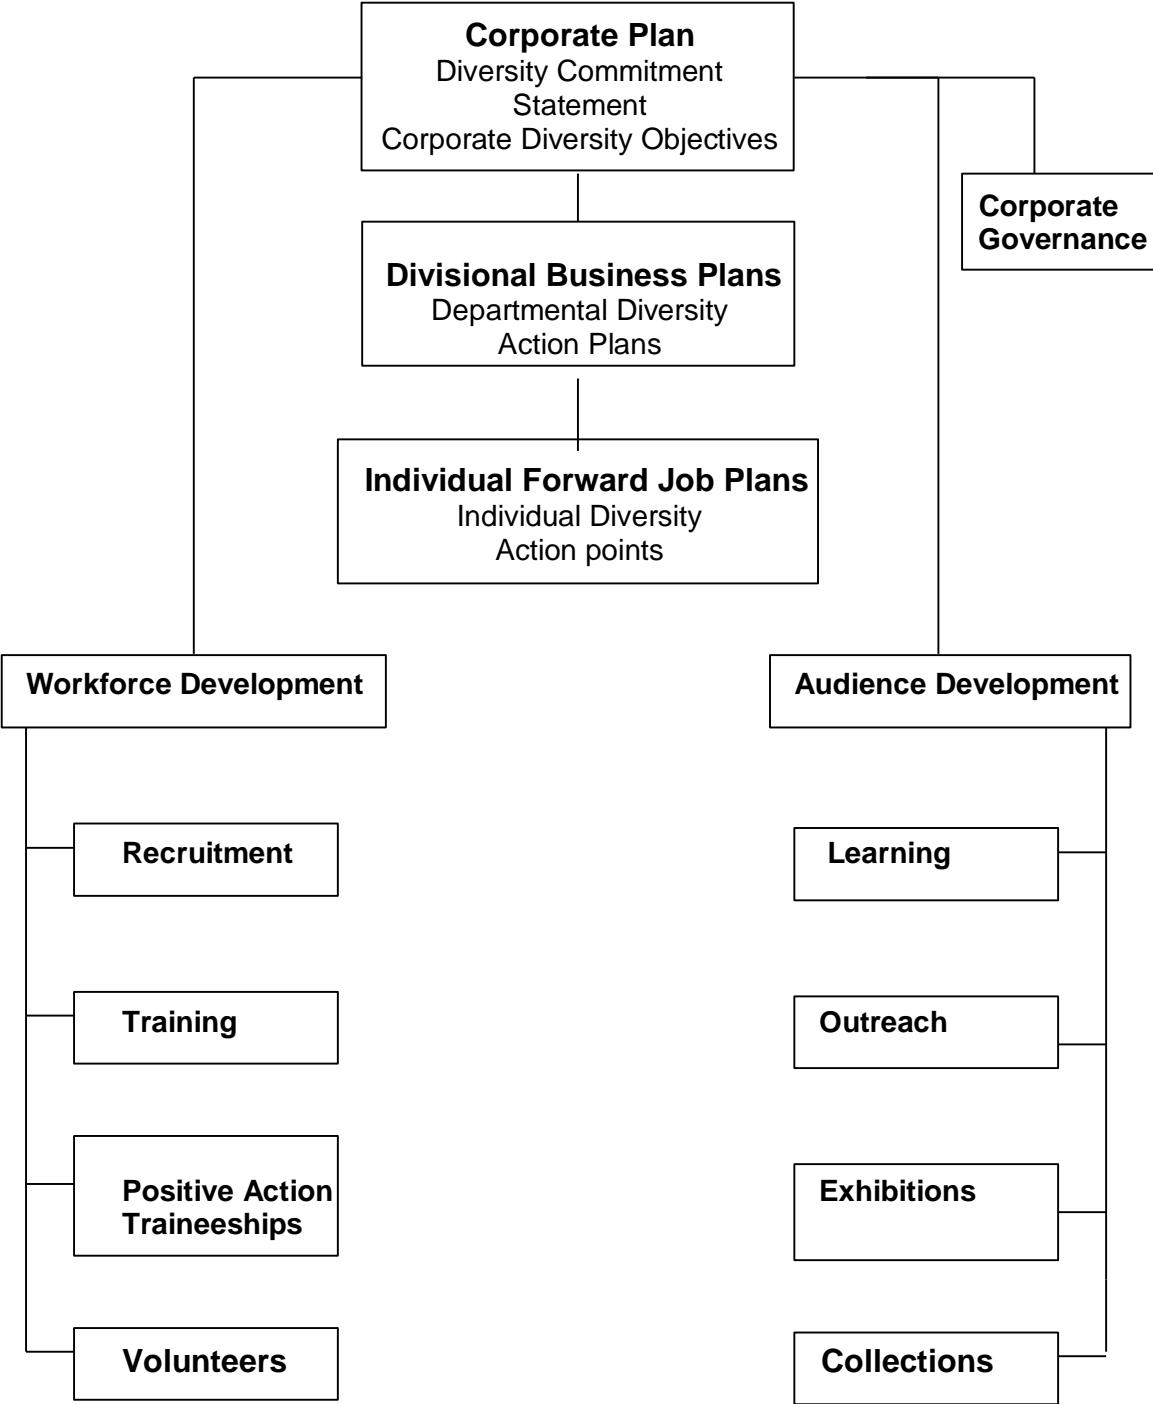 Corporate Plan
Diversity Commitment
Statement
Corporate Diversity Objectives
Corporate
Governance
Divisional Business Plans
Departmental Diversity
Action Plans
Individual Forward Job Plans
Individual Diversity
Action points
Workforce Development
Audience Development
Recruitment
Learning
Training
Outreach
Positive Action
Traineeships
Exhibitions
Volunteers
Collections